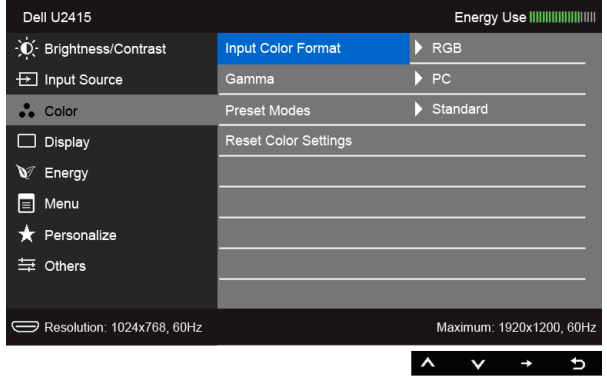 Dell U2415 Energy Use
Brightness/Contrast Input Color Format RGB
Input Source Gamma PC
Color Preset Modes Standard
Display Reset Color Settings
Energy
Menu
Personalize
Others
Resolution: 1024x768, 60Hz Maximum: 1920x1200, 60Hz